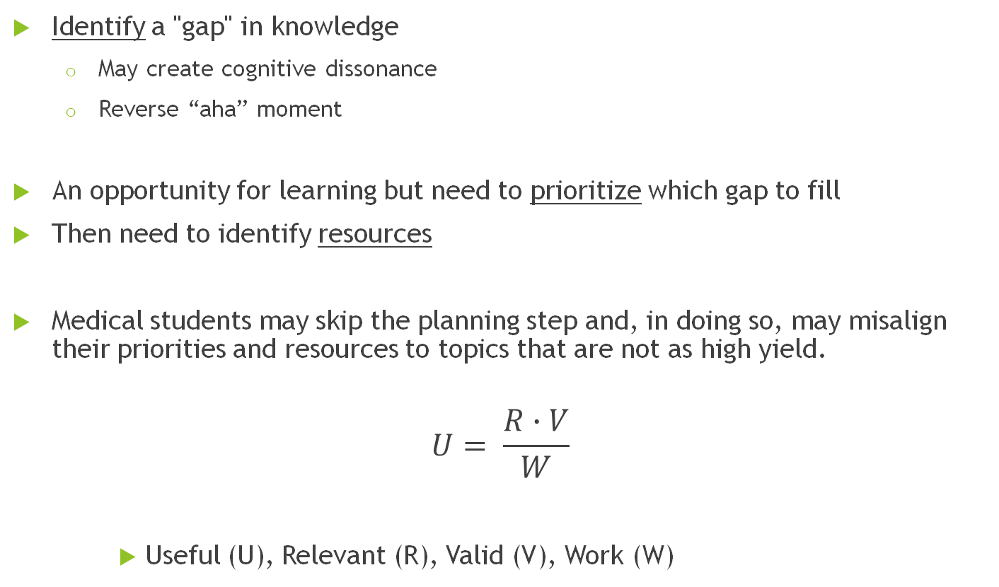 Identify a "gap" in knowledge
May create cognitive dissonance
Reverse “aha” moment
An opportunity for learning but need to prioritize which gap to fill
Then need to identify resources
Medical students may skip the planning step and, in doing so, may misalign
their priorities and resources to topics that are not as high yield.
U = R · V / W
Useful (U), Relevant (R), Valid (V), Work (W)